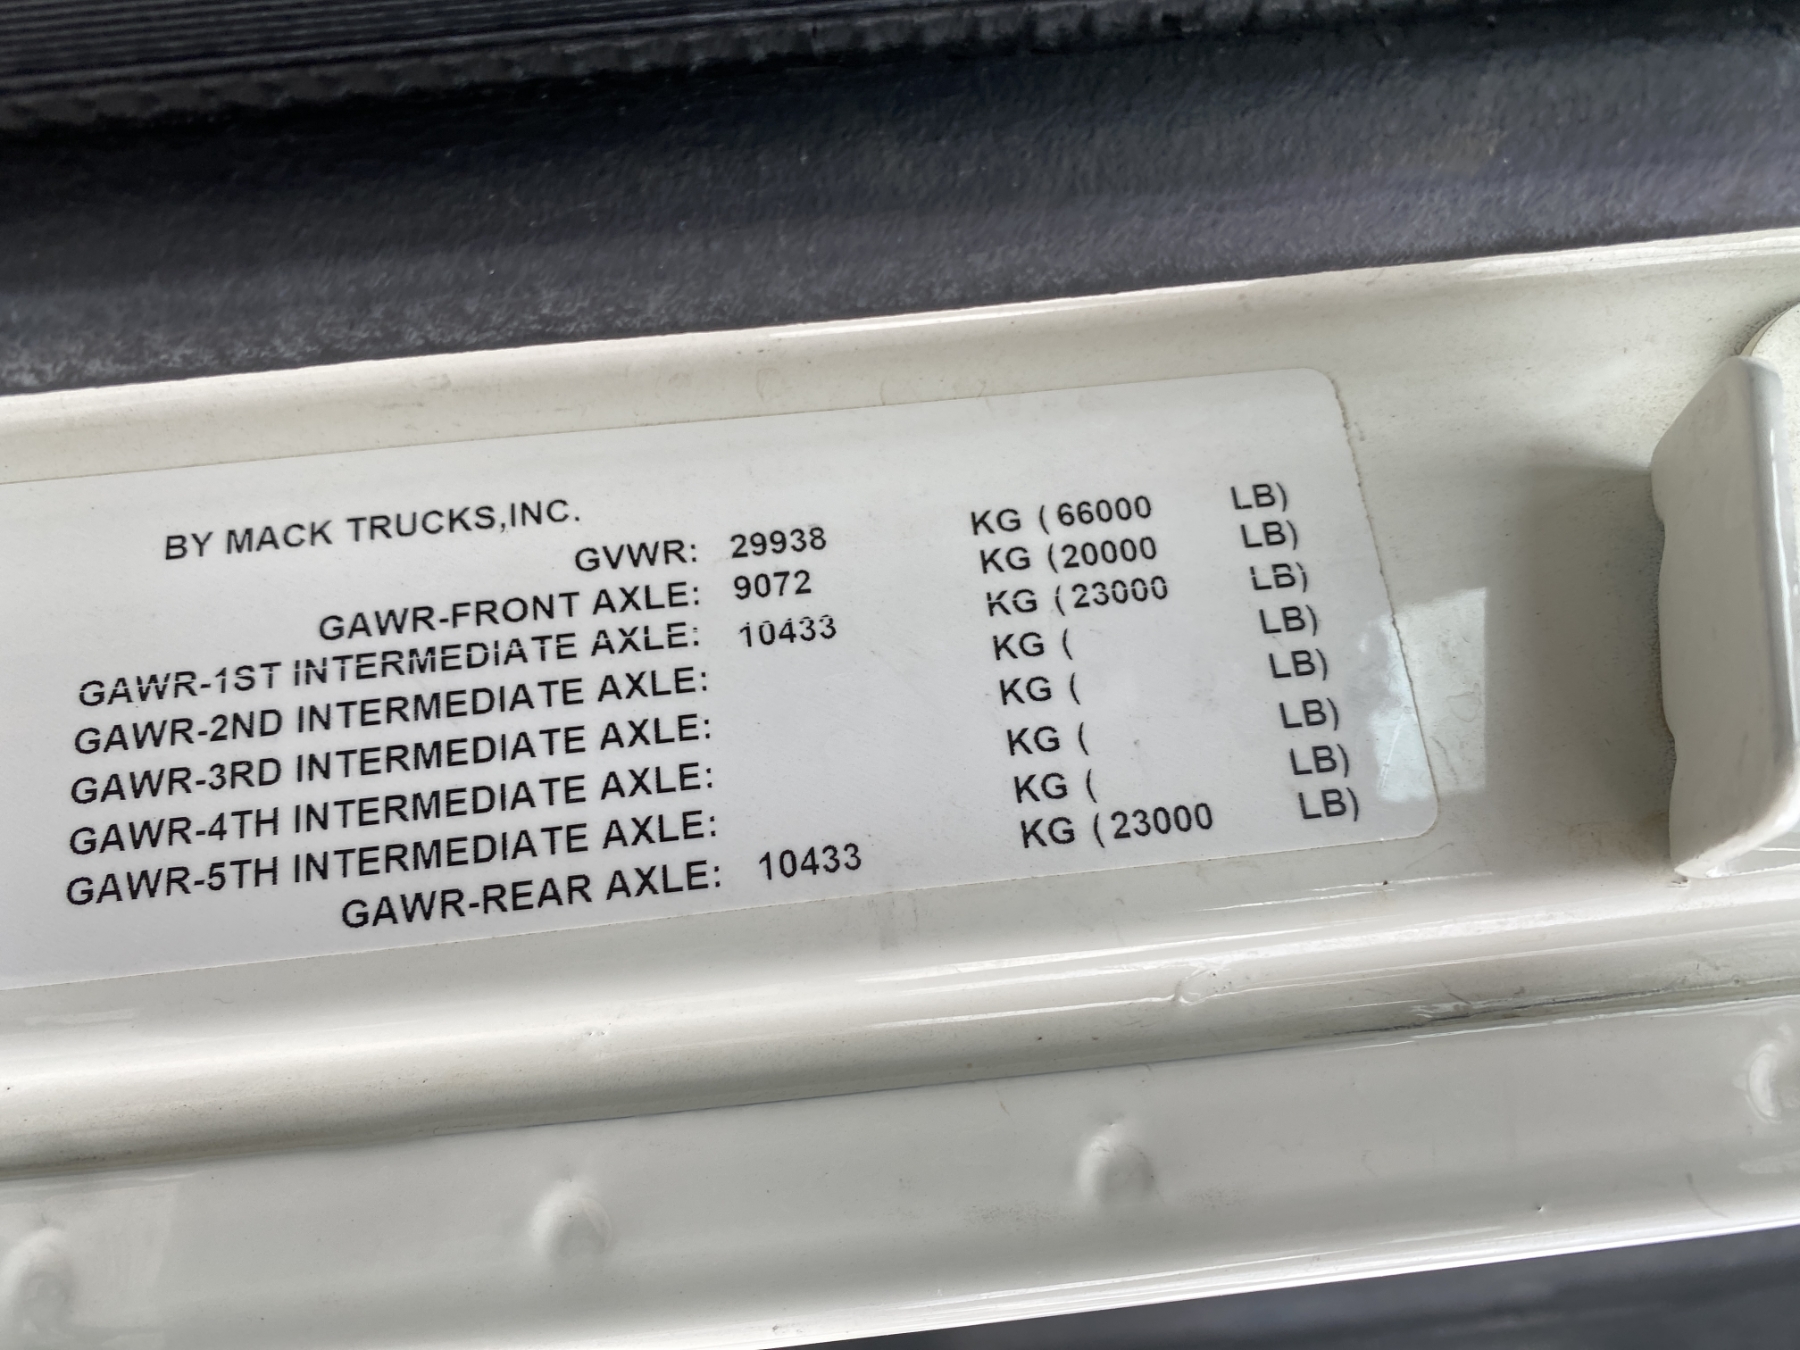 BY MACK TRUCKS,INC.
GVWR: 29938 KG (66000 LB)
GAWR-FRONT AXLE: 9072 KG (20000 LB)
GAWR-1ST INTERMEDIATE AXLE: 10433 KG (23000 LB)
GAWR-2ND INTERMEDIATE AXLE: KG ( LB)
GAWR-3RD INTERMEDIATE AXLE: KG ( LB)
GAWR-4TH INTERMEDIATE AXLE: KG ( LB)
GAWR-5TH INTERMEDIATE AXLE: KG ( LB)
GAWR-REAR AXLE: 10433 KG (23000 LB)